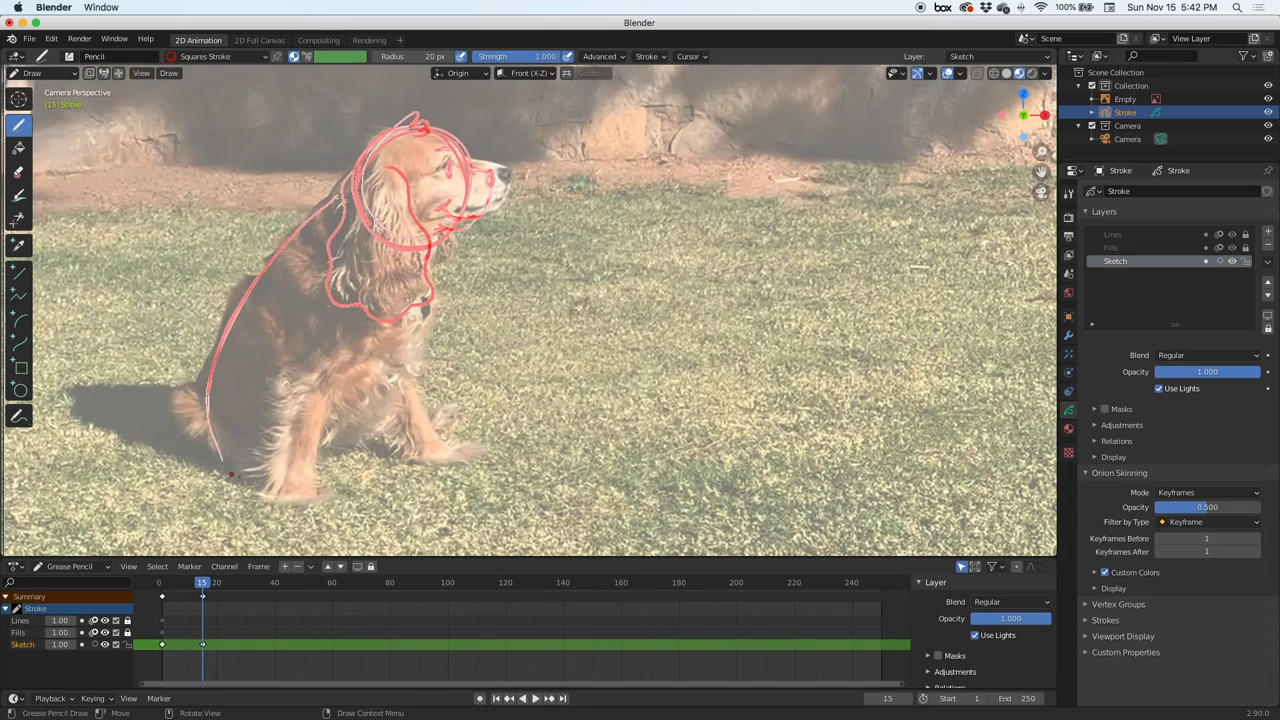 Blender Window
box 100% Sun Nov 15 5:42 PM
Blender
File Edit Render Window Help 2D Animation 2D Full Canvas Compositing Rendering + Scene View Layer
Pencil Squares Stroke Radius 20 px Strength 1.000 Advanced Stroke Cursor Layer: Sketch
Draw View Draw Origin Front (X-Z) Guides
Scene Collection
Collection
Empty
Stroke
Camera
Camera
Camera Perspective
(15) Stroke
Z
Y
X
Stroke Stroke
Stroke
Layers
Lines
Fills
Sketch
Blend Regular
Opacity 1.000
Use Lights
Masks
Adjustments
Relations
Display
Onion Skinning
Mode Keyframes
Opacity 0.500
Filter by Type Keyframe
Keyframes Before 1
Keyframes After 1
Custom Colors
Display
Vertex Groups
Strokes
Viewport Display
Custom Properties
Grease Pencil View Select Marker Channel Frame
0 15 20 40 60 80 100 120 140 160 180 200 220 240
Summary
Stroke
Lines 1.00
Fills 1.00
Sketch 1.00
Layer
Blend Regular
Opacity 1.000
Use Lights
Masks
Adjustments
Playback Keying View Marker 15 Start 1 End 250
Grease Pencil Draw Move Rotate View Draw Context Menu 2.90.0